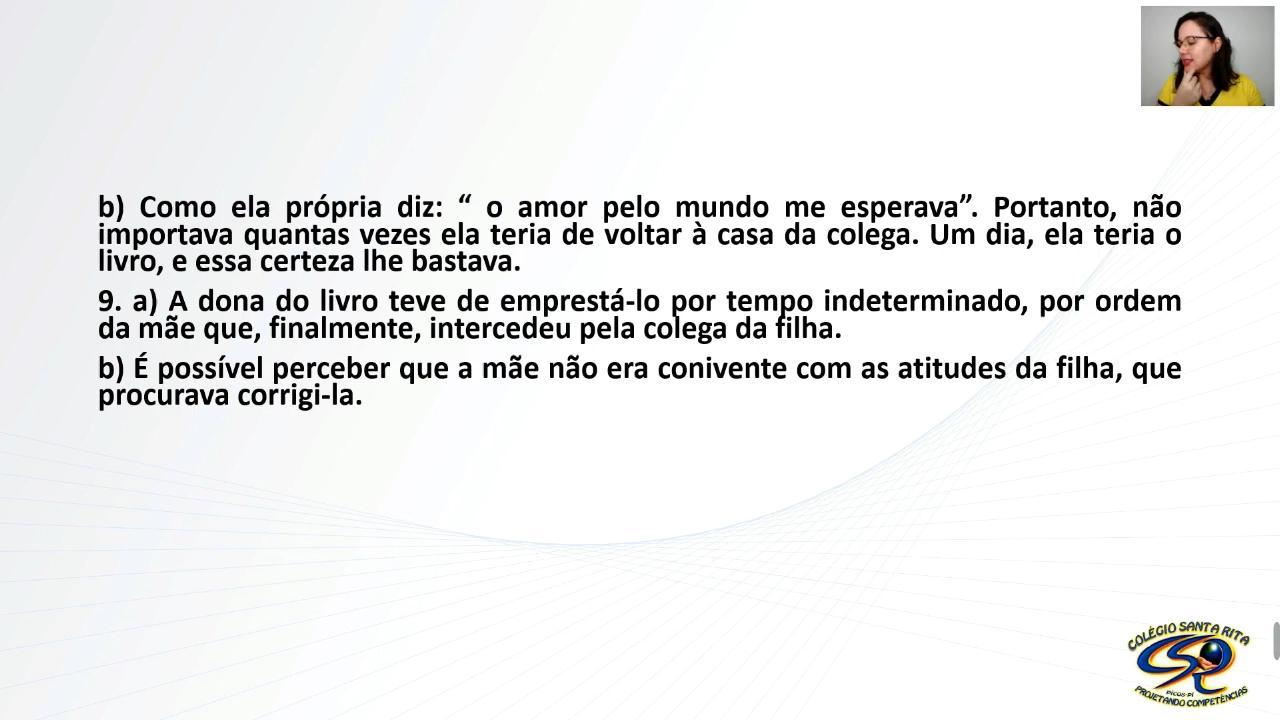 b) Como ela própria diz: “ o amor pelo mundo me esperava”. Portanto, não
importava quantas vezes ela teria de voltar à casa da colega. Um dia, ela teria o
livro, e essa certeza lhe bastava.
9. a) A dona do livro teve de emprestá-lo por tempo indeterminado, por ordem
da mãe que, finalmente, intercedeu pela colega da filha.
b) É possível perceber que a mãe não era conivente com as atitudes da filha, que
procurava corrigi-la.
COLÉGIO SANTA RITA
PICOS-PI
PROJETANDO COMPETÊNCIAS